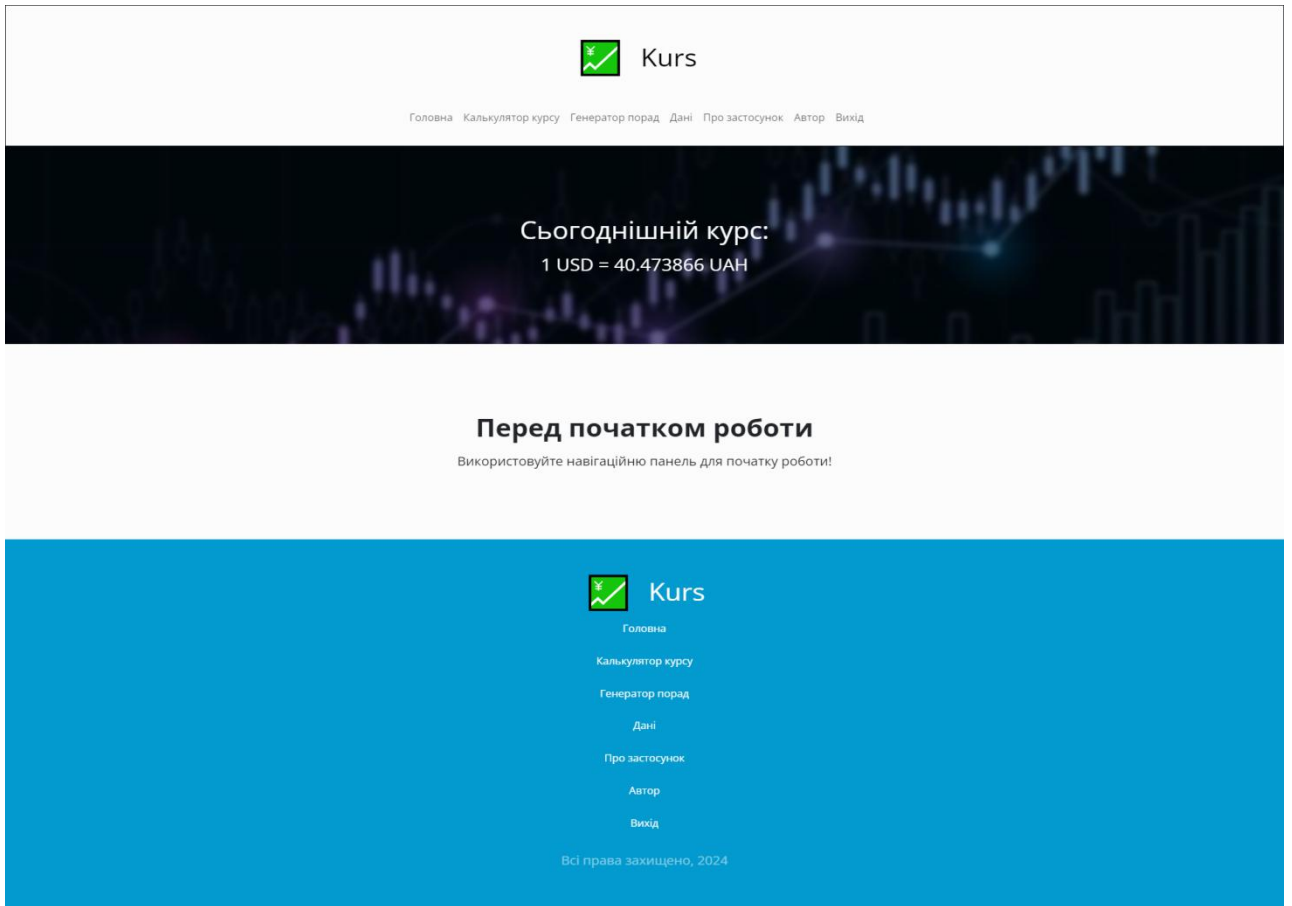 Kurs
Головна Калькулятор курсу Генератор порад Дані Про застосунок Автор Вихід
Сьогоднішній курс:
1 USD = 40.473866 UAH
Перед початком роботи
Використовуйте навігаційню панель для початку роботи!
¥ Kurs
Головна
Калькулятор курсу
Генератор порад
Дані
Про застосунок
Автор
Вихід
Всі права захищено, 2024